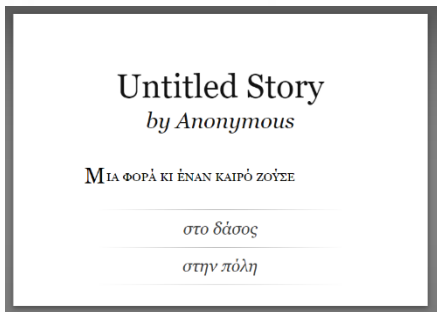 Untitled Story
by Anonymous
Μια φορά κι έναν καιρό ζούσε
στο δάσος
στην πόλη